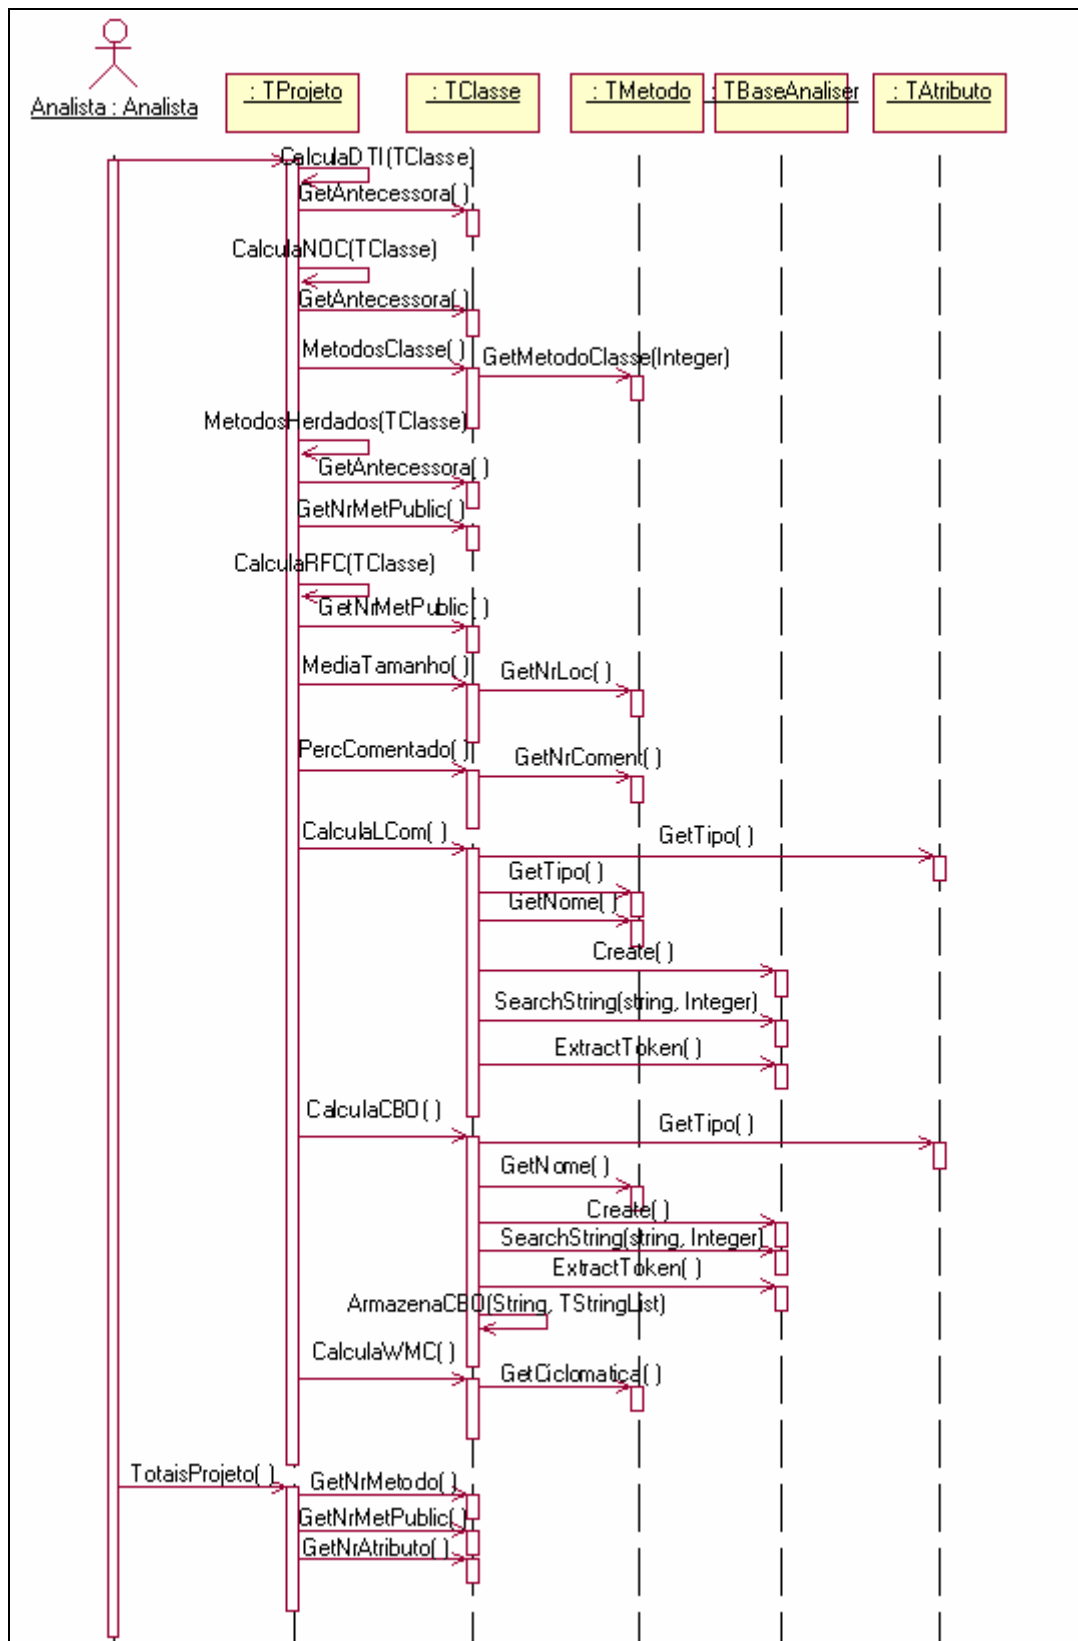 Analista : Analista
: TProjeto
: TClasse
: TMetodo
: TBaseAnaliser
: TAtributo
CalculaDTI(TClasse)
GetAntecessora( )
CalculaNOC(TClasse)
GetAntecessora( )
MetodosClasse( )
GetMetodoClasse(Integer)
MetodosHerdados(TClasse)
GetAntecessora( )
GetNrMetPublic( )
CalculaRFC(TClasse)
GetNrMetPublic( )
MediaTamanho( )
GetNrLoc( )
PercComentado( )
GetNrComent( )
CalculaLCom( )
GetTipo( )
GetTipo( )
GetNome( )
Create( )
SearchString(string, Integer)
ExtractToken( )
CalculaCBO( )
GetTipo( )
GetNome( )
Create( )
SearchString(string, Integer)
ExtractToken( )
ArmazenaCBO(String, TStringList)
CalculaWMC( )
GetCiclomatica( )
TotaisProjeto( )
GetNrMetodo( )
GetNrMetPublic( )
GetNrAtributo( )